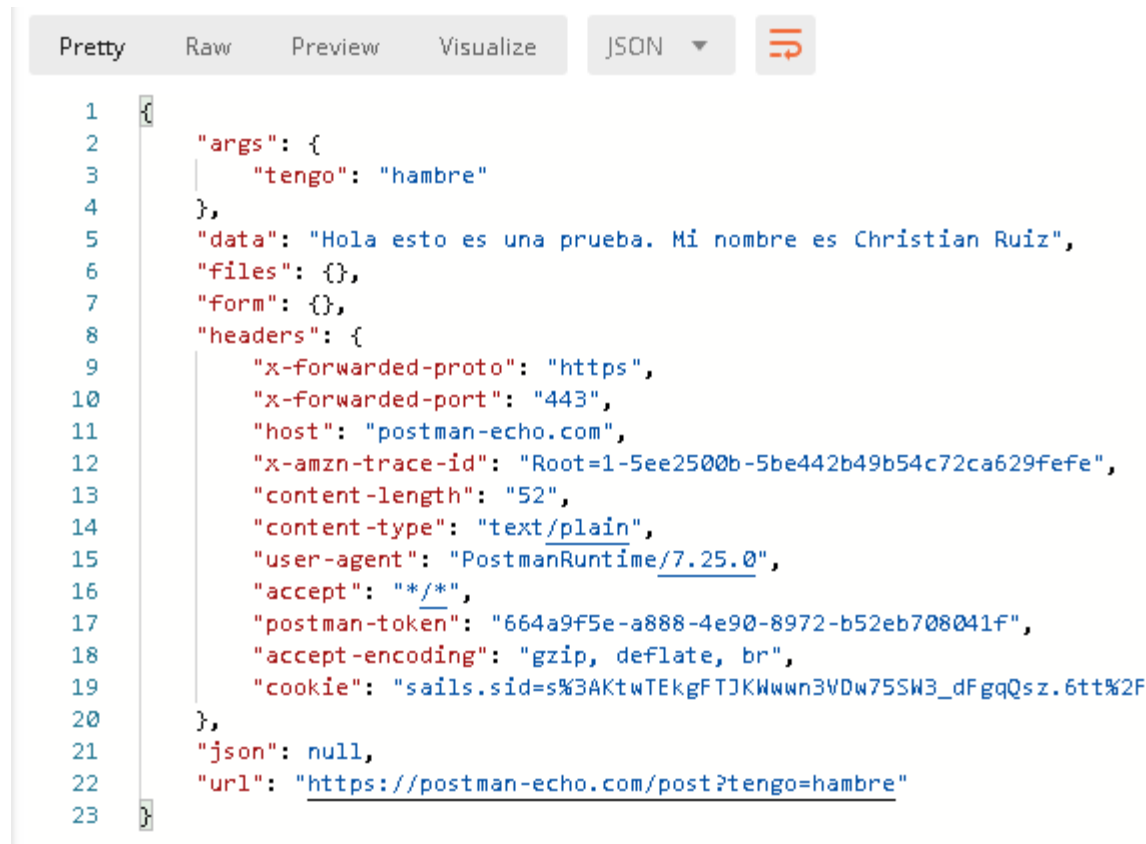 Pretty Raw Preview Visualize JSON
1 {
2 "args": {
3 "tengo": "hambre"
4 },
5 "data": "Hola esto es una prueba. Mi nombre es Christian Ruiz",
6 "files": {},
7 "form": {},
8 "headers": {
9 "x-forwarded-proto": "https",
10 "x-forwarded-port": "443",
11 "host": "postman-echo.com",
12 "x-amzn-trace-id": "Root=1-5ee2500b-5be442b49b54c72ca629fefe",
13 "content-length": "52",
14 "content-type": "text/plain",
15 "user-agent": "PostmanRuntime/7.25.0",
16 "accept": "*/*",
17 "postman-token": "664a9f5e-a888-4e90-8972-b52eb708041f",
18 "accept-encoding": "gzip, deflate, br",
19 "cookie": "sails.sid=s%3AKtwTEkgFTJKWwwn3VDw75SW3_dFgqQsz.6tt%2F
20 },
21 "json": null,
22 "url": "https://postman-echo.com/post?tengo=hambre"
23 }